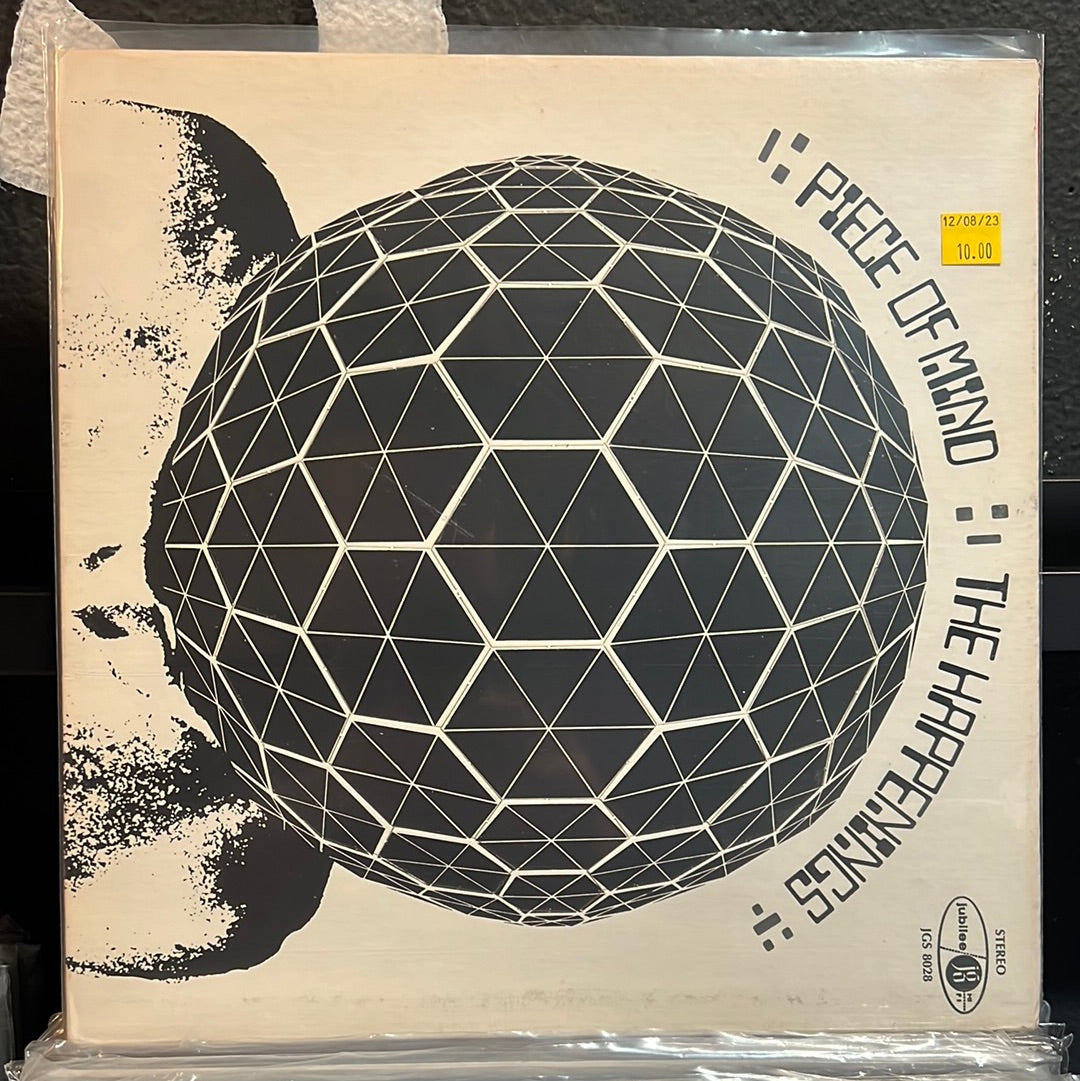 PIECE OF MIND
THE HAPPENINGS
12/08/23
10.00
STEREO
jubilee
HI FI
JGS 8028